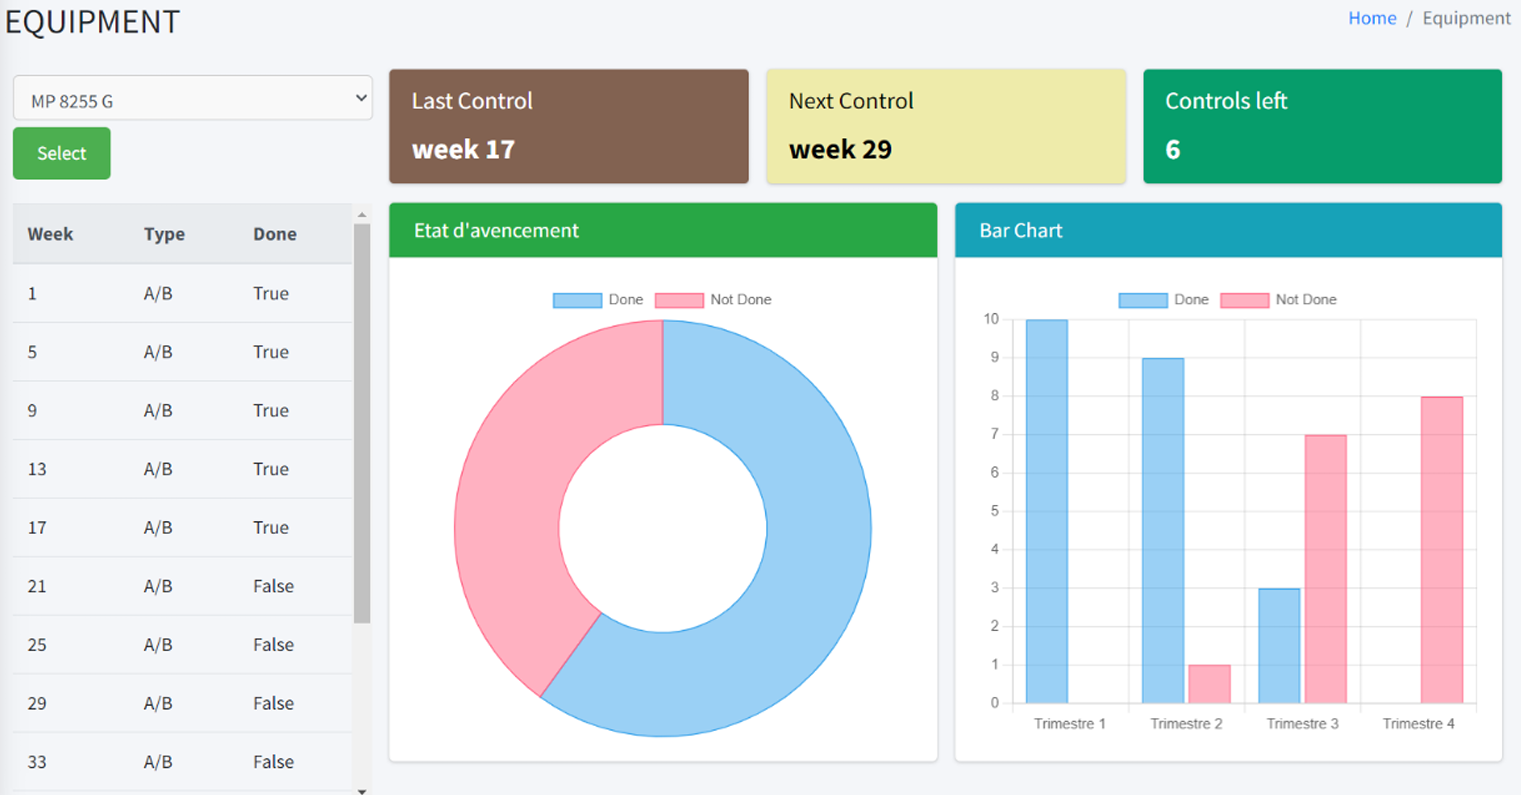 EQUIPMENT
Home / Equipment
MP 8255 G
Select
Last Control
week 17
Next Control
week 29
Controls left
6
Week Type Done
1 A/B True
5 A/B True
9 A/B True
13 A/B True
17 A/B True
21 A/B False
25 A/B False
29 A/B False
33 A/B False
Etat d'avencement
Done Not Done
Bar Chart
Done Not Done
10
9
8
7
6
5
4
3
2
1
0
Trimestre 1 Trimestre 2 Trimestre 3 Trimestre 4